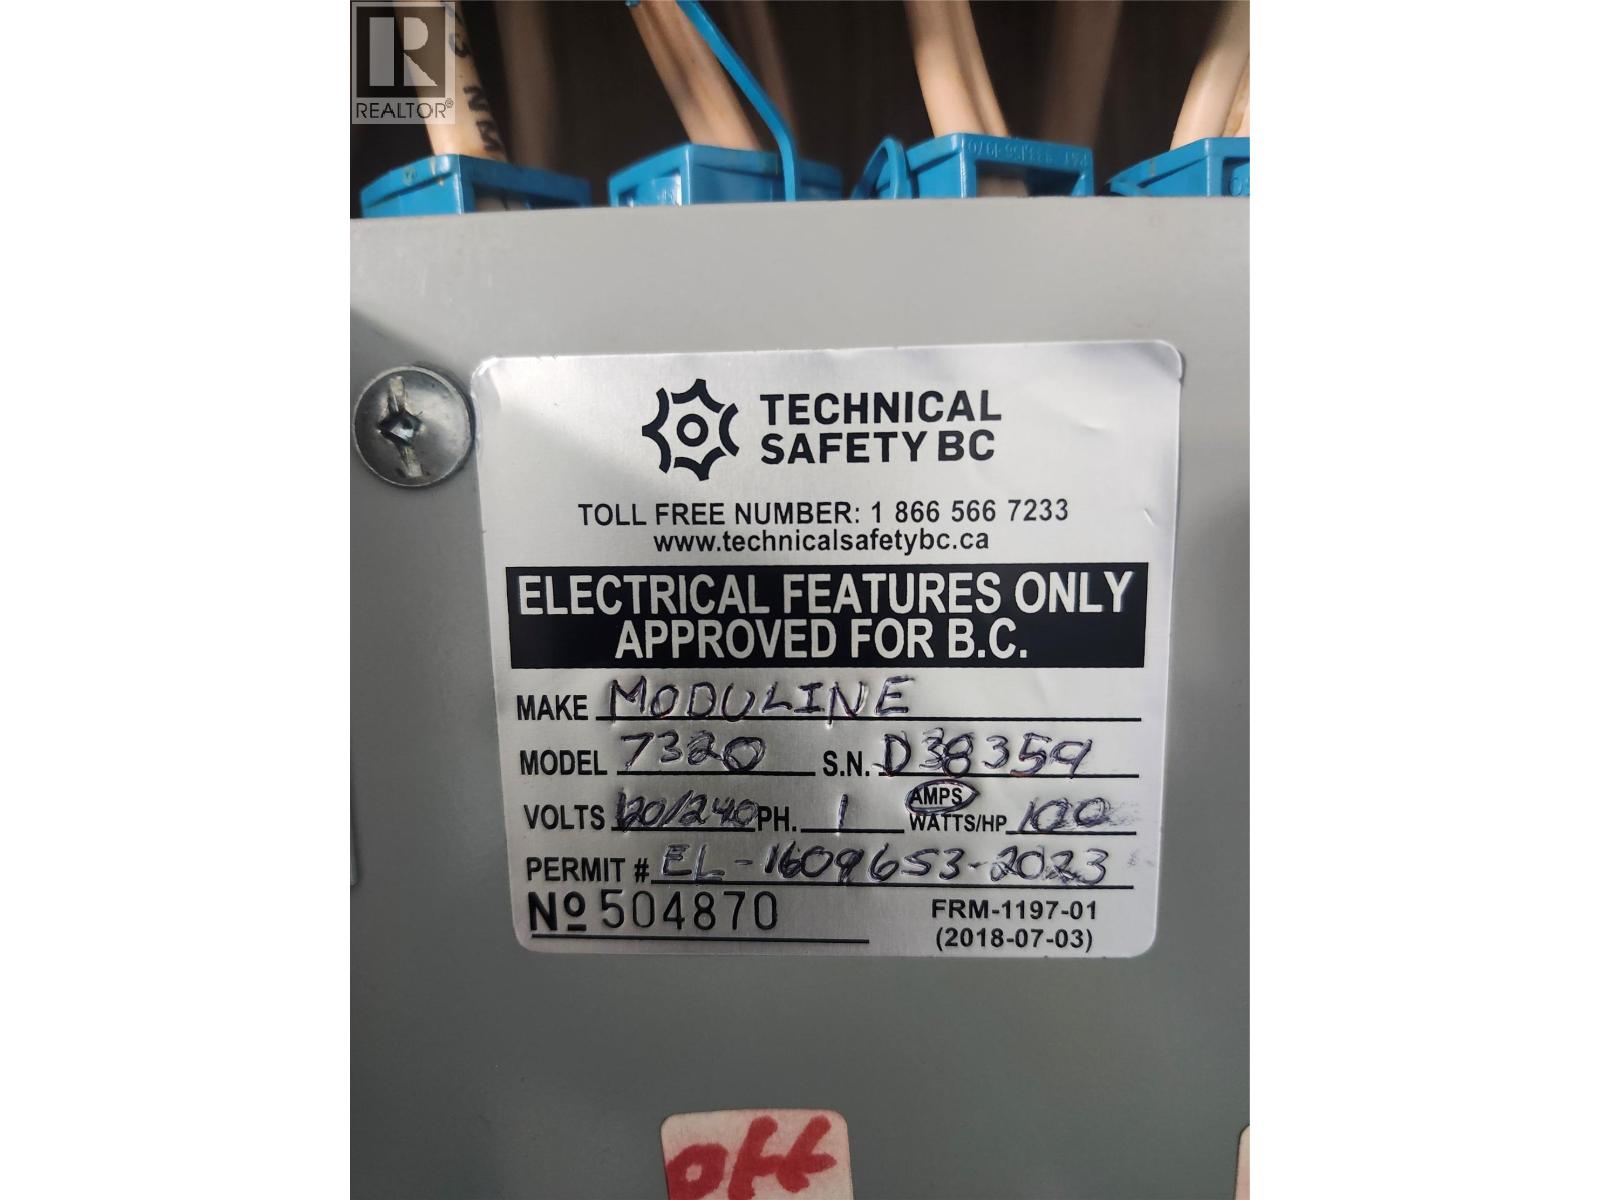 REALTOR®
3 NM
TECHNICAL
SAFETY BC
TOLL FREE NUMBER: 1 866 566 7233
www.technicalsafetybc.ca
ELECTRICAL FEATURES ONLY
APPROVED FOR B.C.
MAKE MODULINE
MODEL 7320 S.N. D38359
VOLTS 120/240 PH. 1 AMPS WATTS/HP 100
PERMIT # EL-1609653-2023
No 504870 FRM-1197-01
(2018-07-03)
off